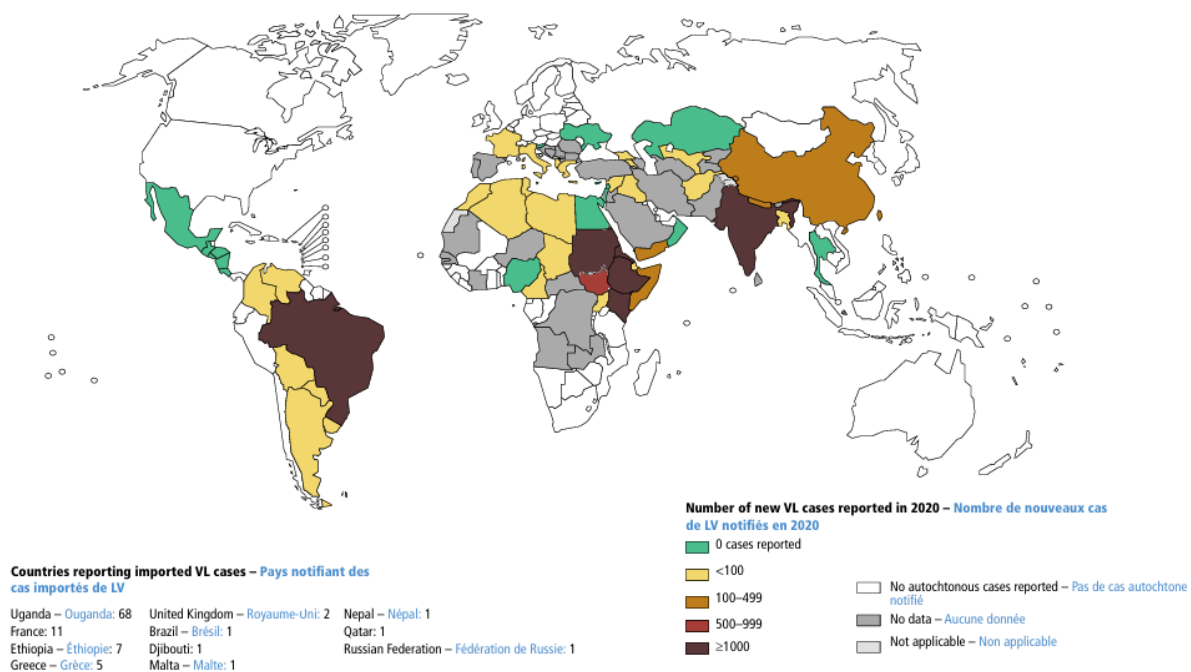 Number of new VL cases reported in 2020 – Nombre de nouveaux cas
de LV notifiés en 2020
0 cases reported
<100
100–499
500–999
≥1000
No autochtonous cases reported – Pas de cas autochtone
notifié
No data – Aucune donnée
Not applicable – Non applicable
Countries reporting imported VL cases – Pays notifiant des
cas importés de LV
Uganda – Ouganda: 68
France: 11
Ethiopia – Éthiopie: 7
Greece – Grèce: 5
United Kingdom – Royaume-Uni: 2
Brazil – Brésil: 1
Djibouti: 1
Malta – Malte: 1
Nepal – Népal: 1
Qatar: 1
Russian Federation – Fédération de Russie: 1